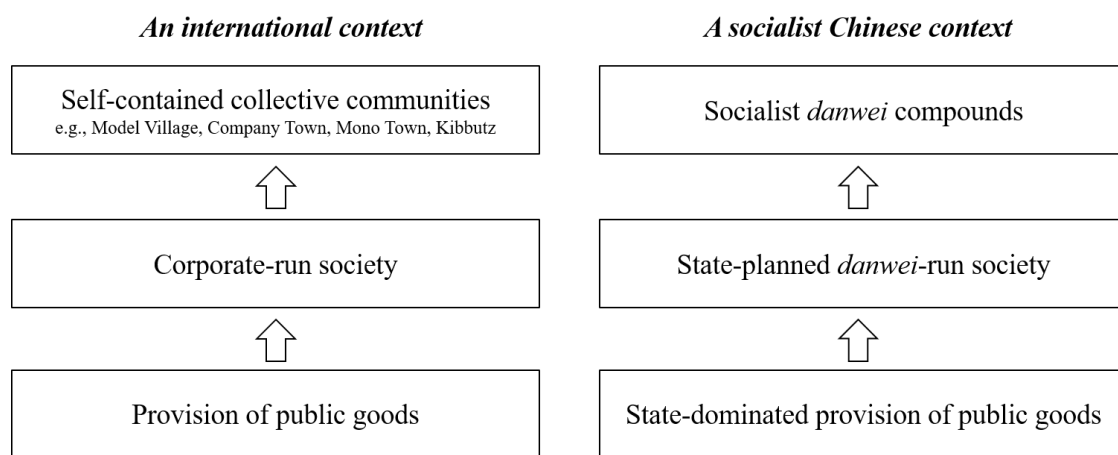 An international context
Self-contained collective communities
e.g., Model Village, Company Town, Mono Town, Kibbutz
Corporate-run society
Provision of public goods
A socialist Chinese context
Socialist danwei compounds
State-planned danwei-run society
State-dominated provision of public goods